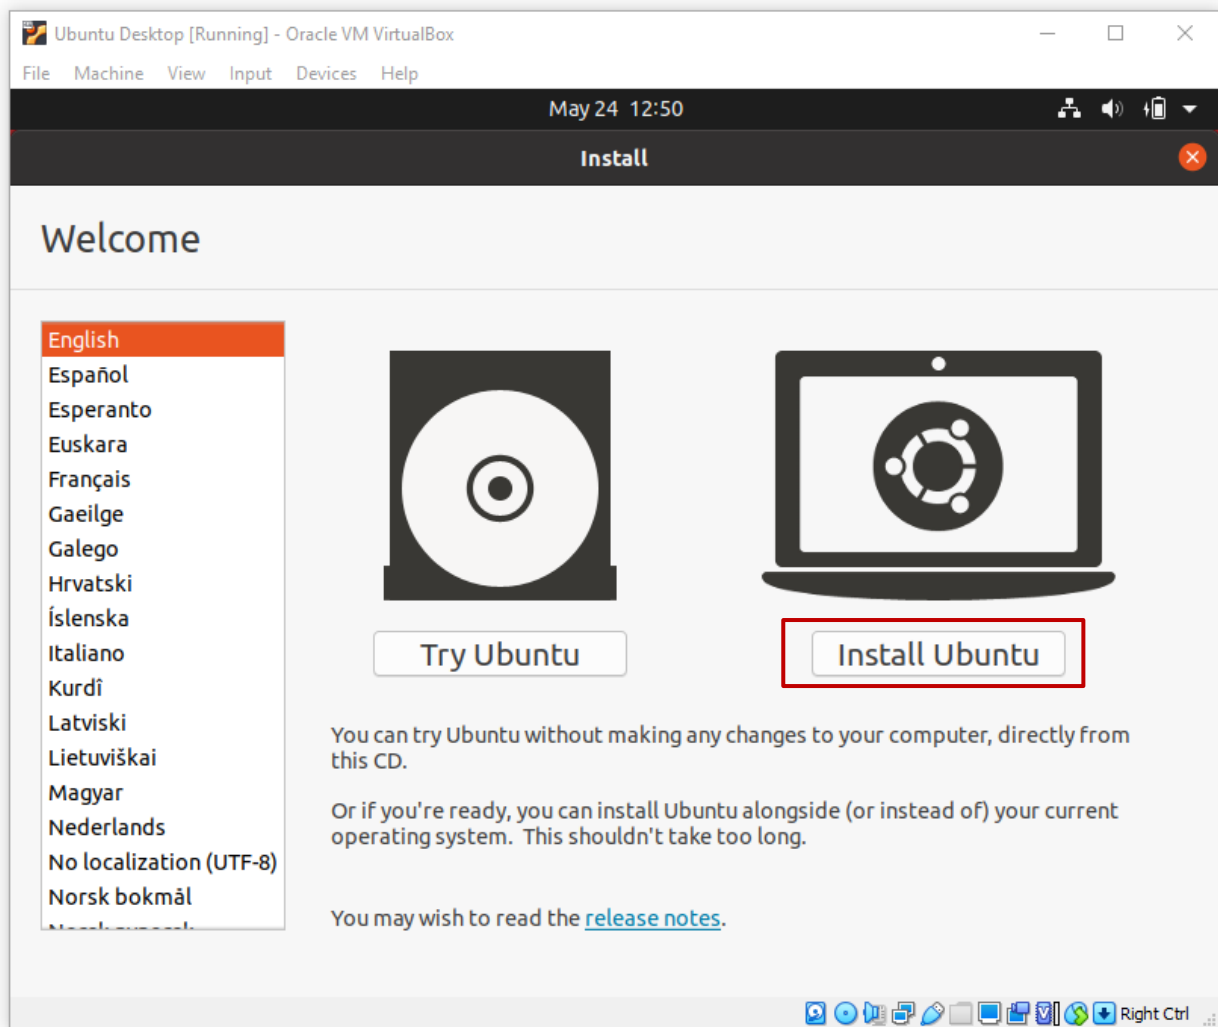 Ubuntu Desktop [Running] - Oracle VM VirtualBox
File Machine View Input Devices Help
May 24 12:50
Install
Welcome
English
Español
Esperanto
Euskara
Français
Gaeilge
Galego
Hrvatski
Íslenska
Italiano
Kurdî
Latviski
Lietuviškai
Magyar
Nederlands
No localization (UTF-8)
Norsk bokmål
Try Ubuntu
Install Ubuntu
You can try Ubuntu without making any changes to your computer, directly from
this CD.
Or if you're ready, you can install Ubuntu alongside (or instead of) your current
operating system. This shouldn't take too long.
You may wish to read the release notes.
Right Ctrl